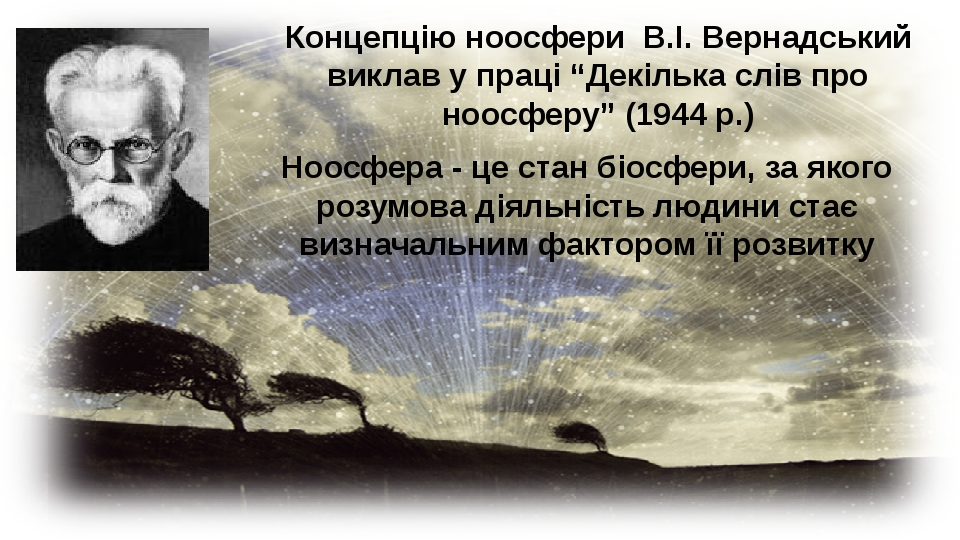 Концепцію ноосфери В.І. Вернадський
виклав у праці “Декілька слів про
ноосферу” (1944 р.)
Ноосфера - це стан біосфери, за якого
розумова діяльність людини стає
визначальним фактором її розвитку